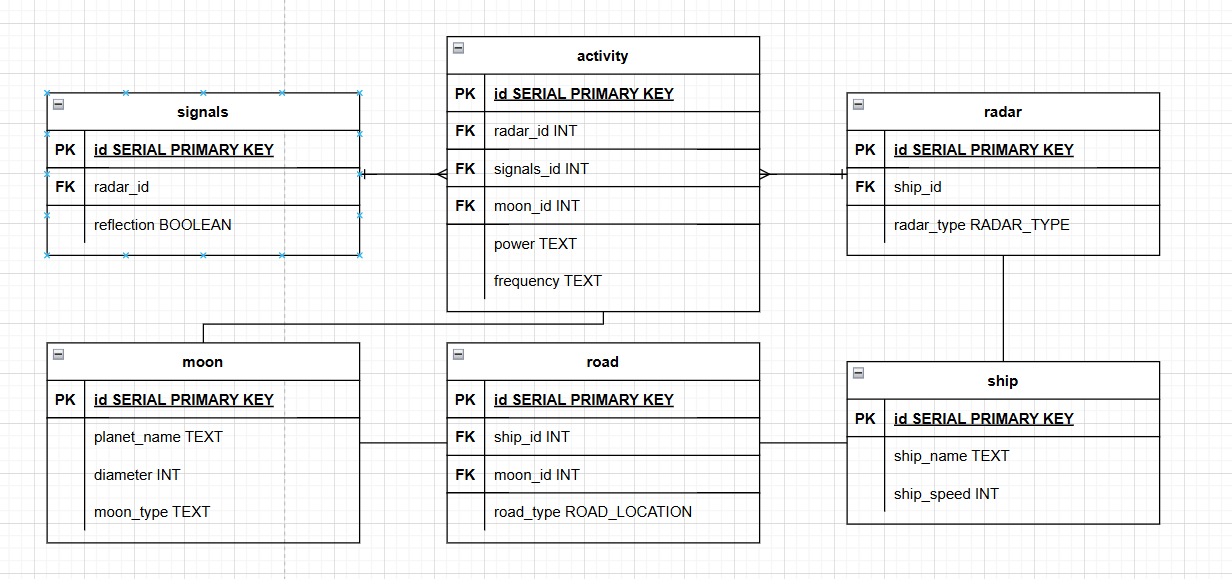 activity
PK id SERIAL PRIMARY KEY
FK radar_id INT
FK signals_id INT
FK moon_id INT
power TEXT
frequency TEXT
signals
PK id SERIAL PRIMARY KEY
FK radar_id
reflection BOOLEAN
radar
PK id SERIAL PRIMARY KEY
FK ship_id
radar_type RADAR_TYPE
moon
PK id SERIAL PRIMARY KEY
planet_name TEXT
diameter INT
moon_type TEXT
road
PK id SERIAL PRIMARY KEY
FK ship_id INT
FK moon_id INT
road_type ROAD_LOCATION
ship
PK id SERIAL PRIMARY KEY
ship_name TEXT
ship_speed INT